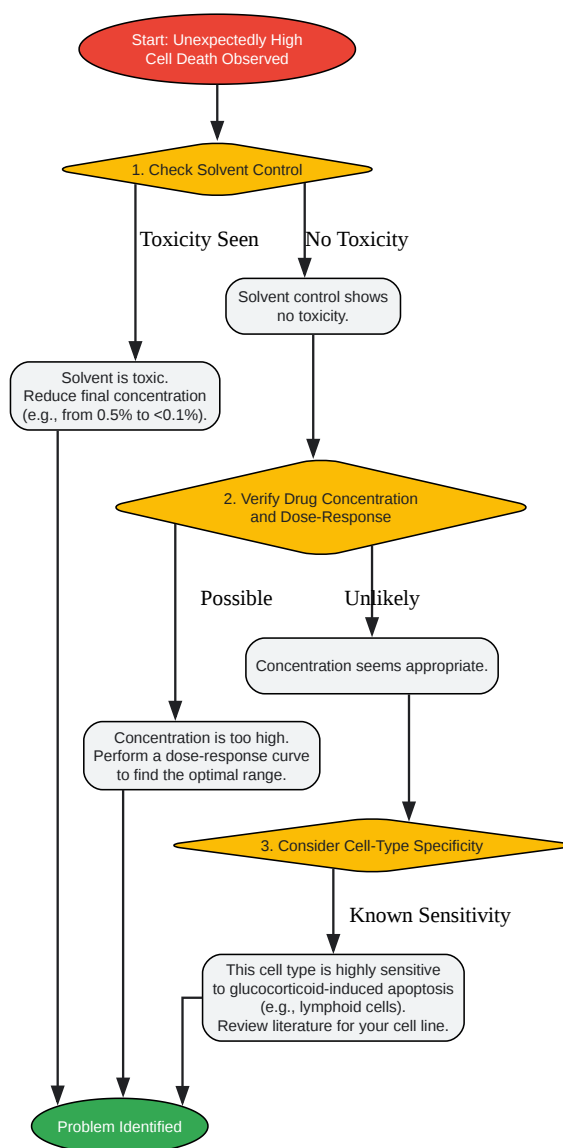 Start: Unexpectedly High
Cell Death Observed
1. Check Solvent Control
Toxicity Seen
No Toxicity
Solvent control shows
no toxicity.
Solvent is toxic.
Reduce final concentration
(e.g., from 0.5% to <0.1%).
2. Verify Drug Concentration
and Dose-Response
Possible
Unlikely
Concentration seems appropriate.
Concentration is too high.
Perform a dose-response curve
to find the optimal range.
3. Consider Cell-Type Specificity
Known Sensitivity
This cell type is highly sensitive
to glucocorticoid-induced apoptosis
(e.g., lymphoid cells).
Review literature for your cell line.
Problem Identified